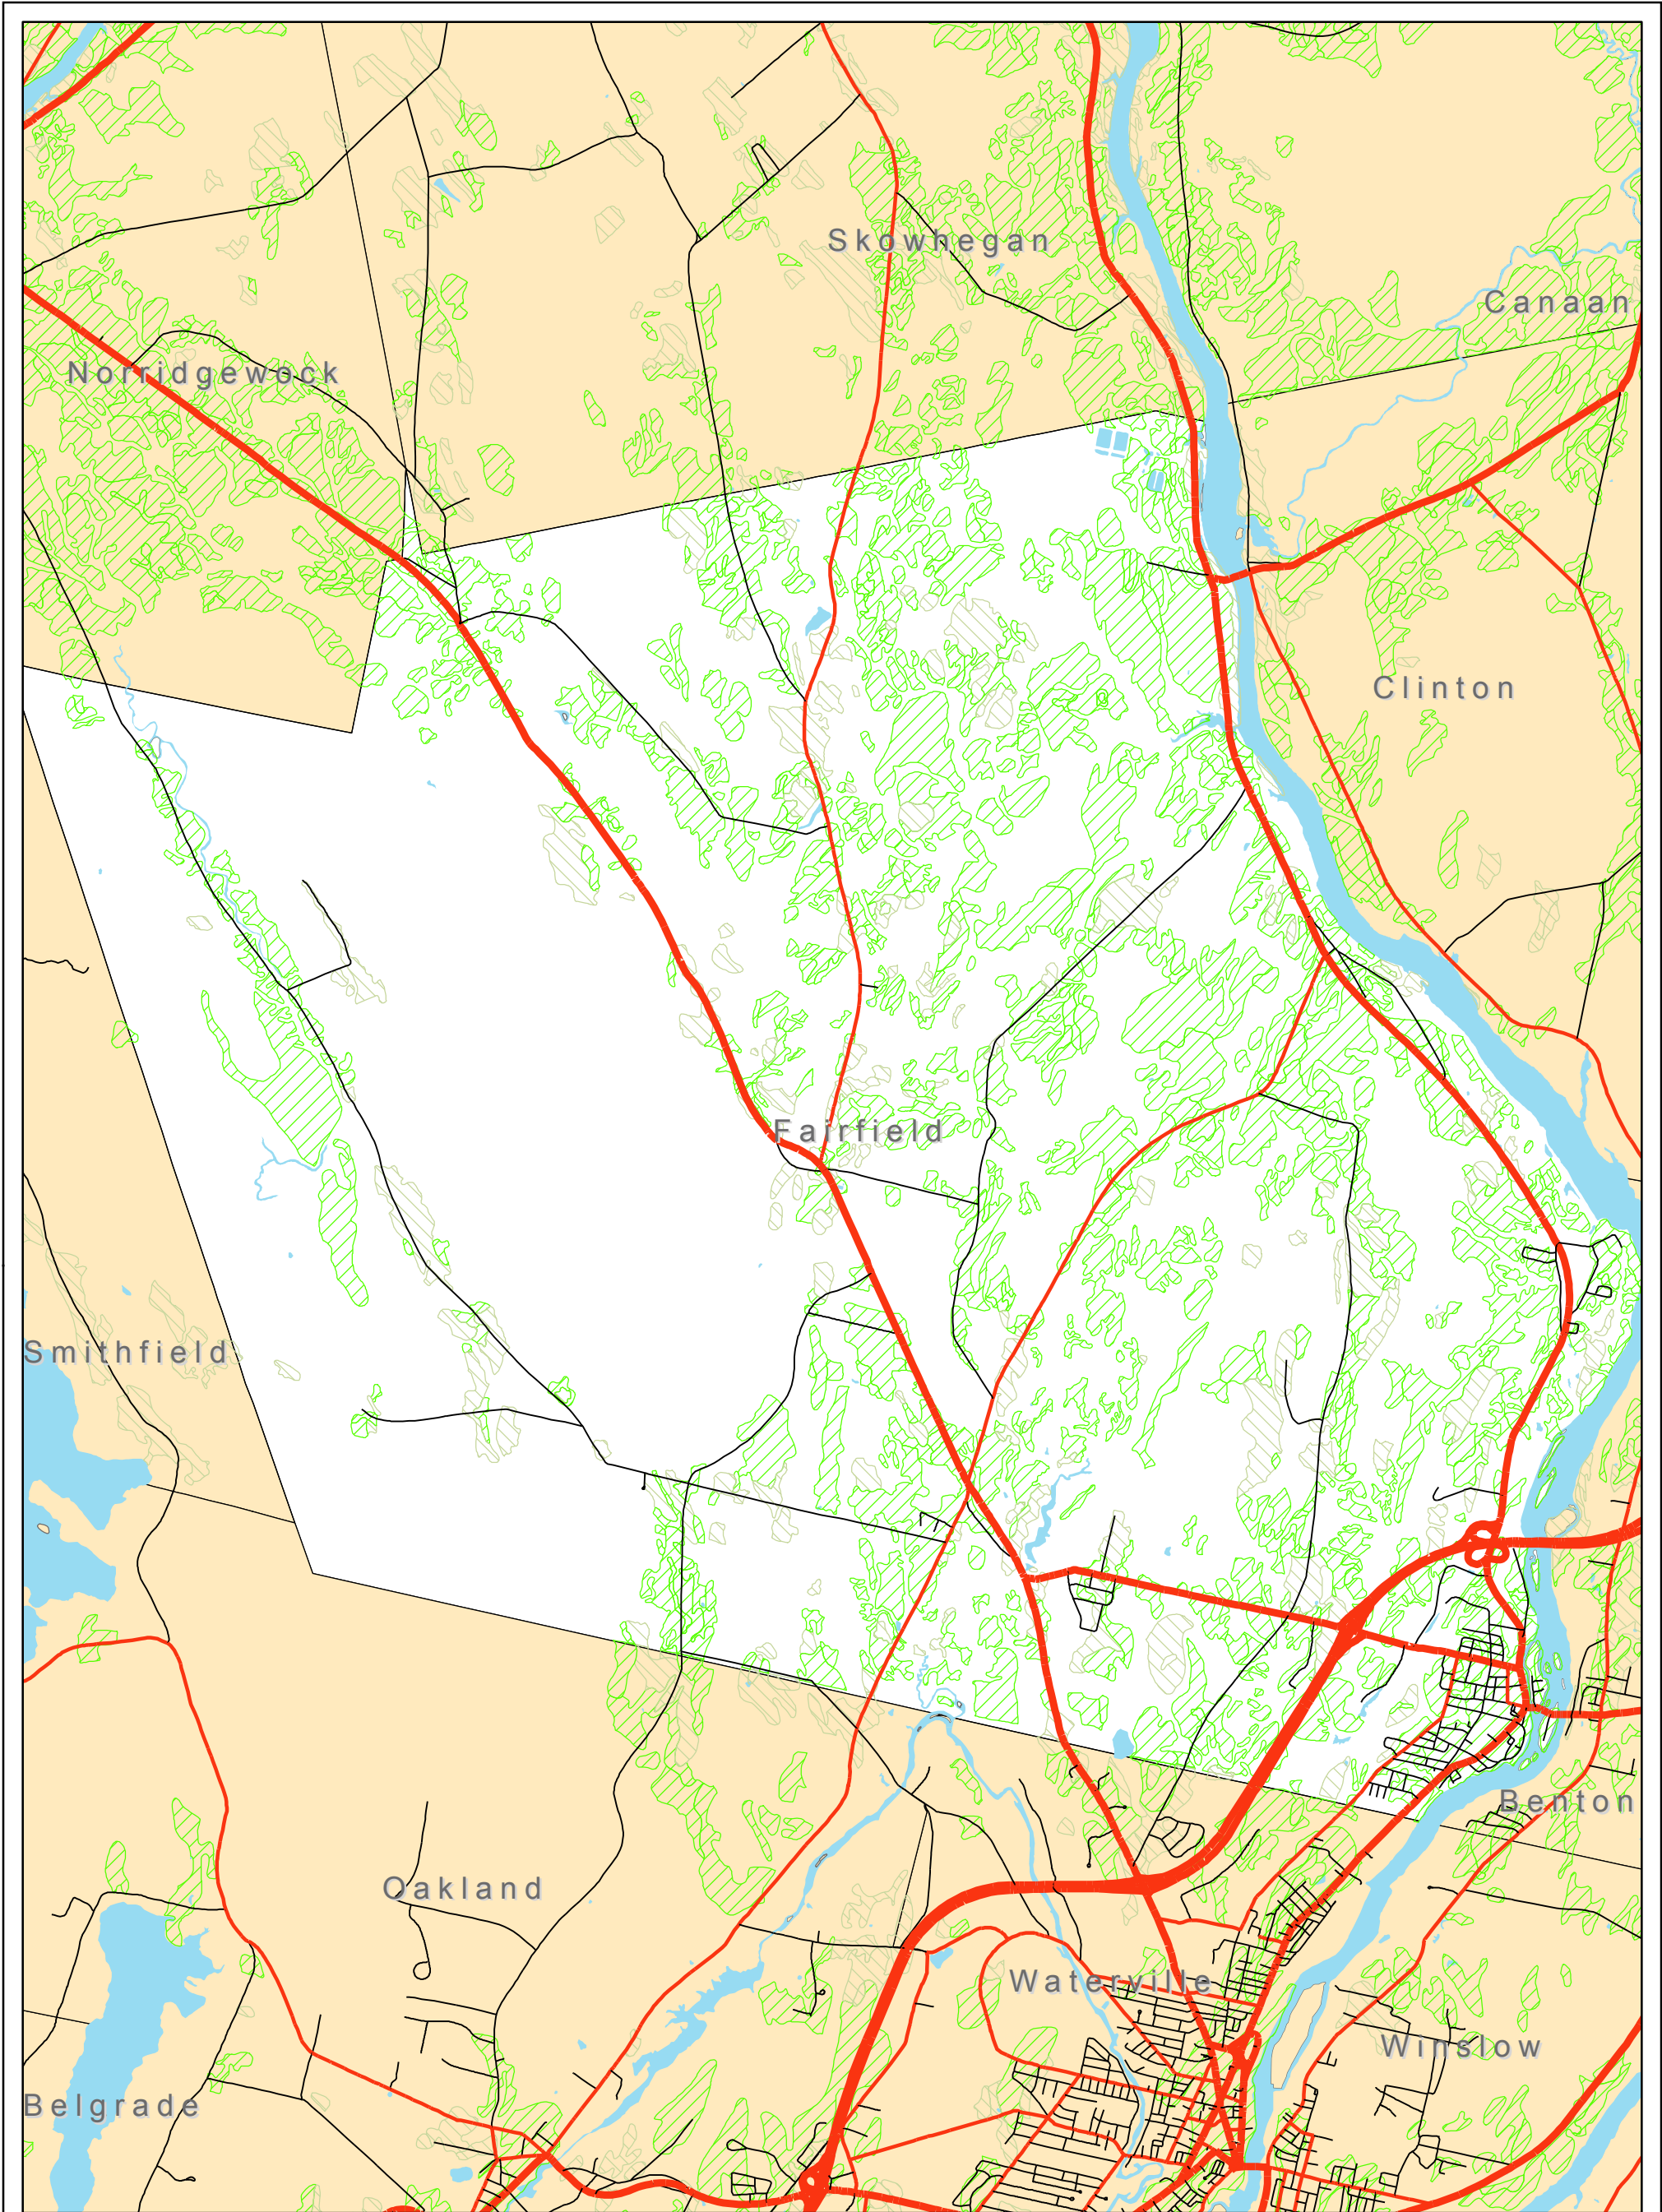 Skowhegan
Canaan
Norridgewock
Clinton
Fairfield
Smithfield
Benton
Oakland
Waterville
Winslow
Belgrade